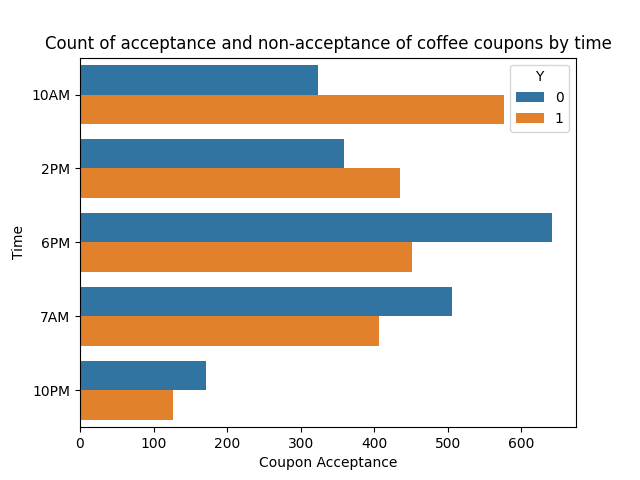 Count of acceptance and non-acceptance of coffee coupons by time
Y
0
1
10AM
2PM
6PM
7AM
10PM
Time
0 100 200 300 400 500 600
Coupon Acceptance